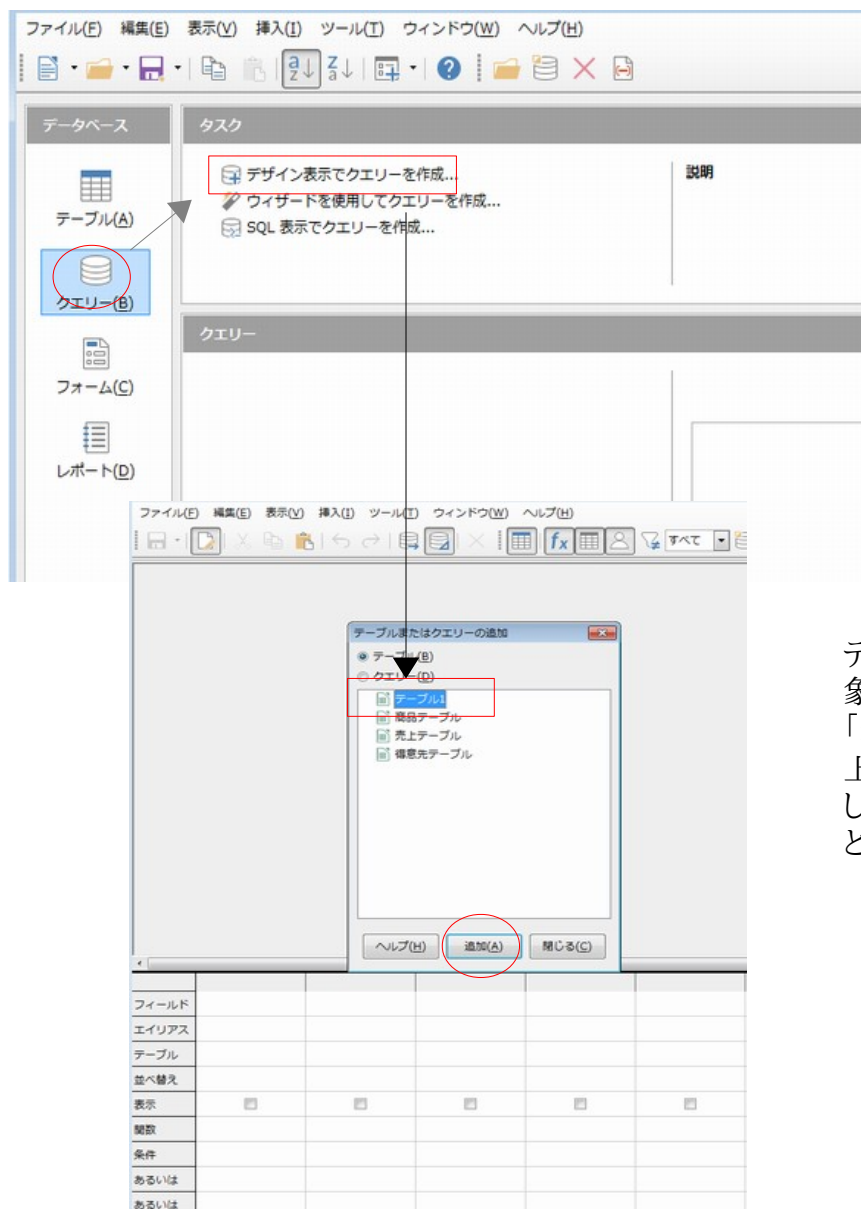 ファイル(F) 編集(E) 表示(V) 挿入(I) ツール(T) ウィンドウ(W) ヘルプ(H)
データベース
タスク
テーブル(A)
クエリー(B)
フォーム(C)
レポート(D)
デザイン表示でクエリーを作成...
ウィザードを使用してクエリーを作成...
SQL 表示でクエリーを作成...
説明
クエリー
ファイル(F) 編集(E) 表示(V) 挿入(I) ツール(T) ウィンドウ(W) ヘルプ(H)
すべて
テーブルまたはクエリーの追加
テーブル(B)
クエリー(D)
テーブル1
商品テーブル
売上テーブル
得意先テーブル
ヘルプ(H) 追加(A) 閉じる(C)
フィールド
エイリアス
テーブル
並べ替え
表示
関数
条件
あるいは
あるいは
テ
象
「
上
し
と